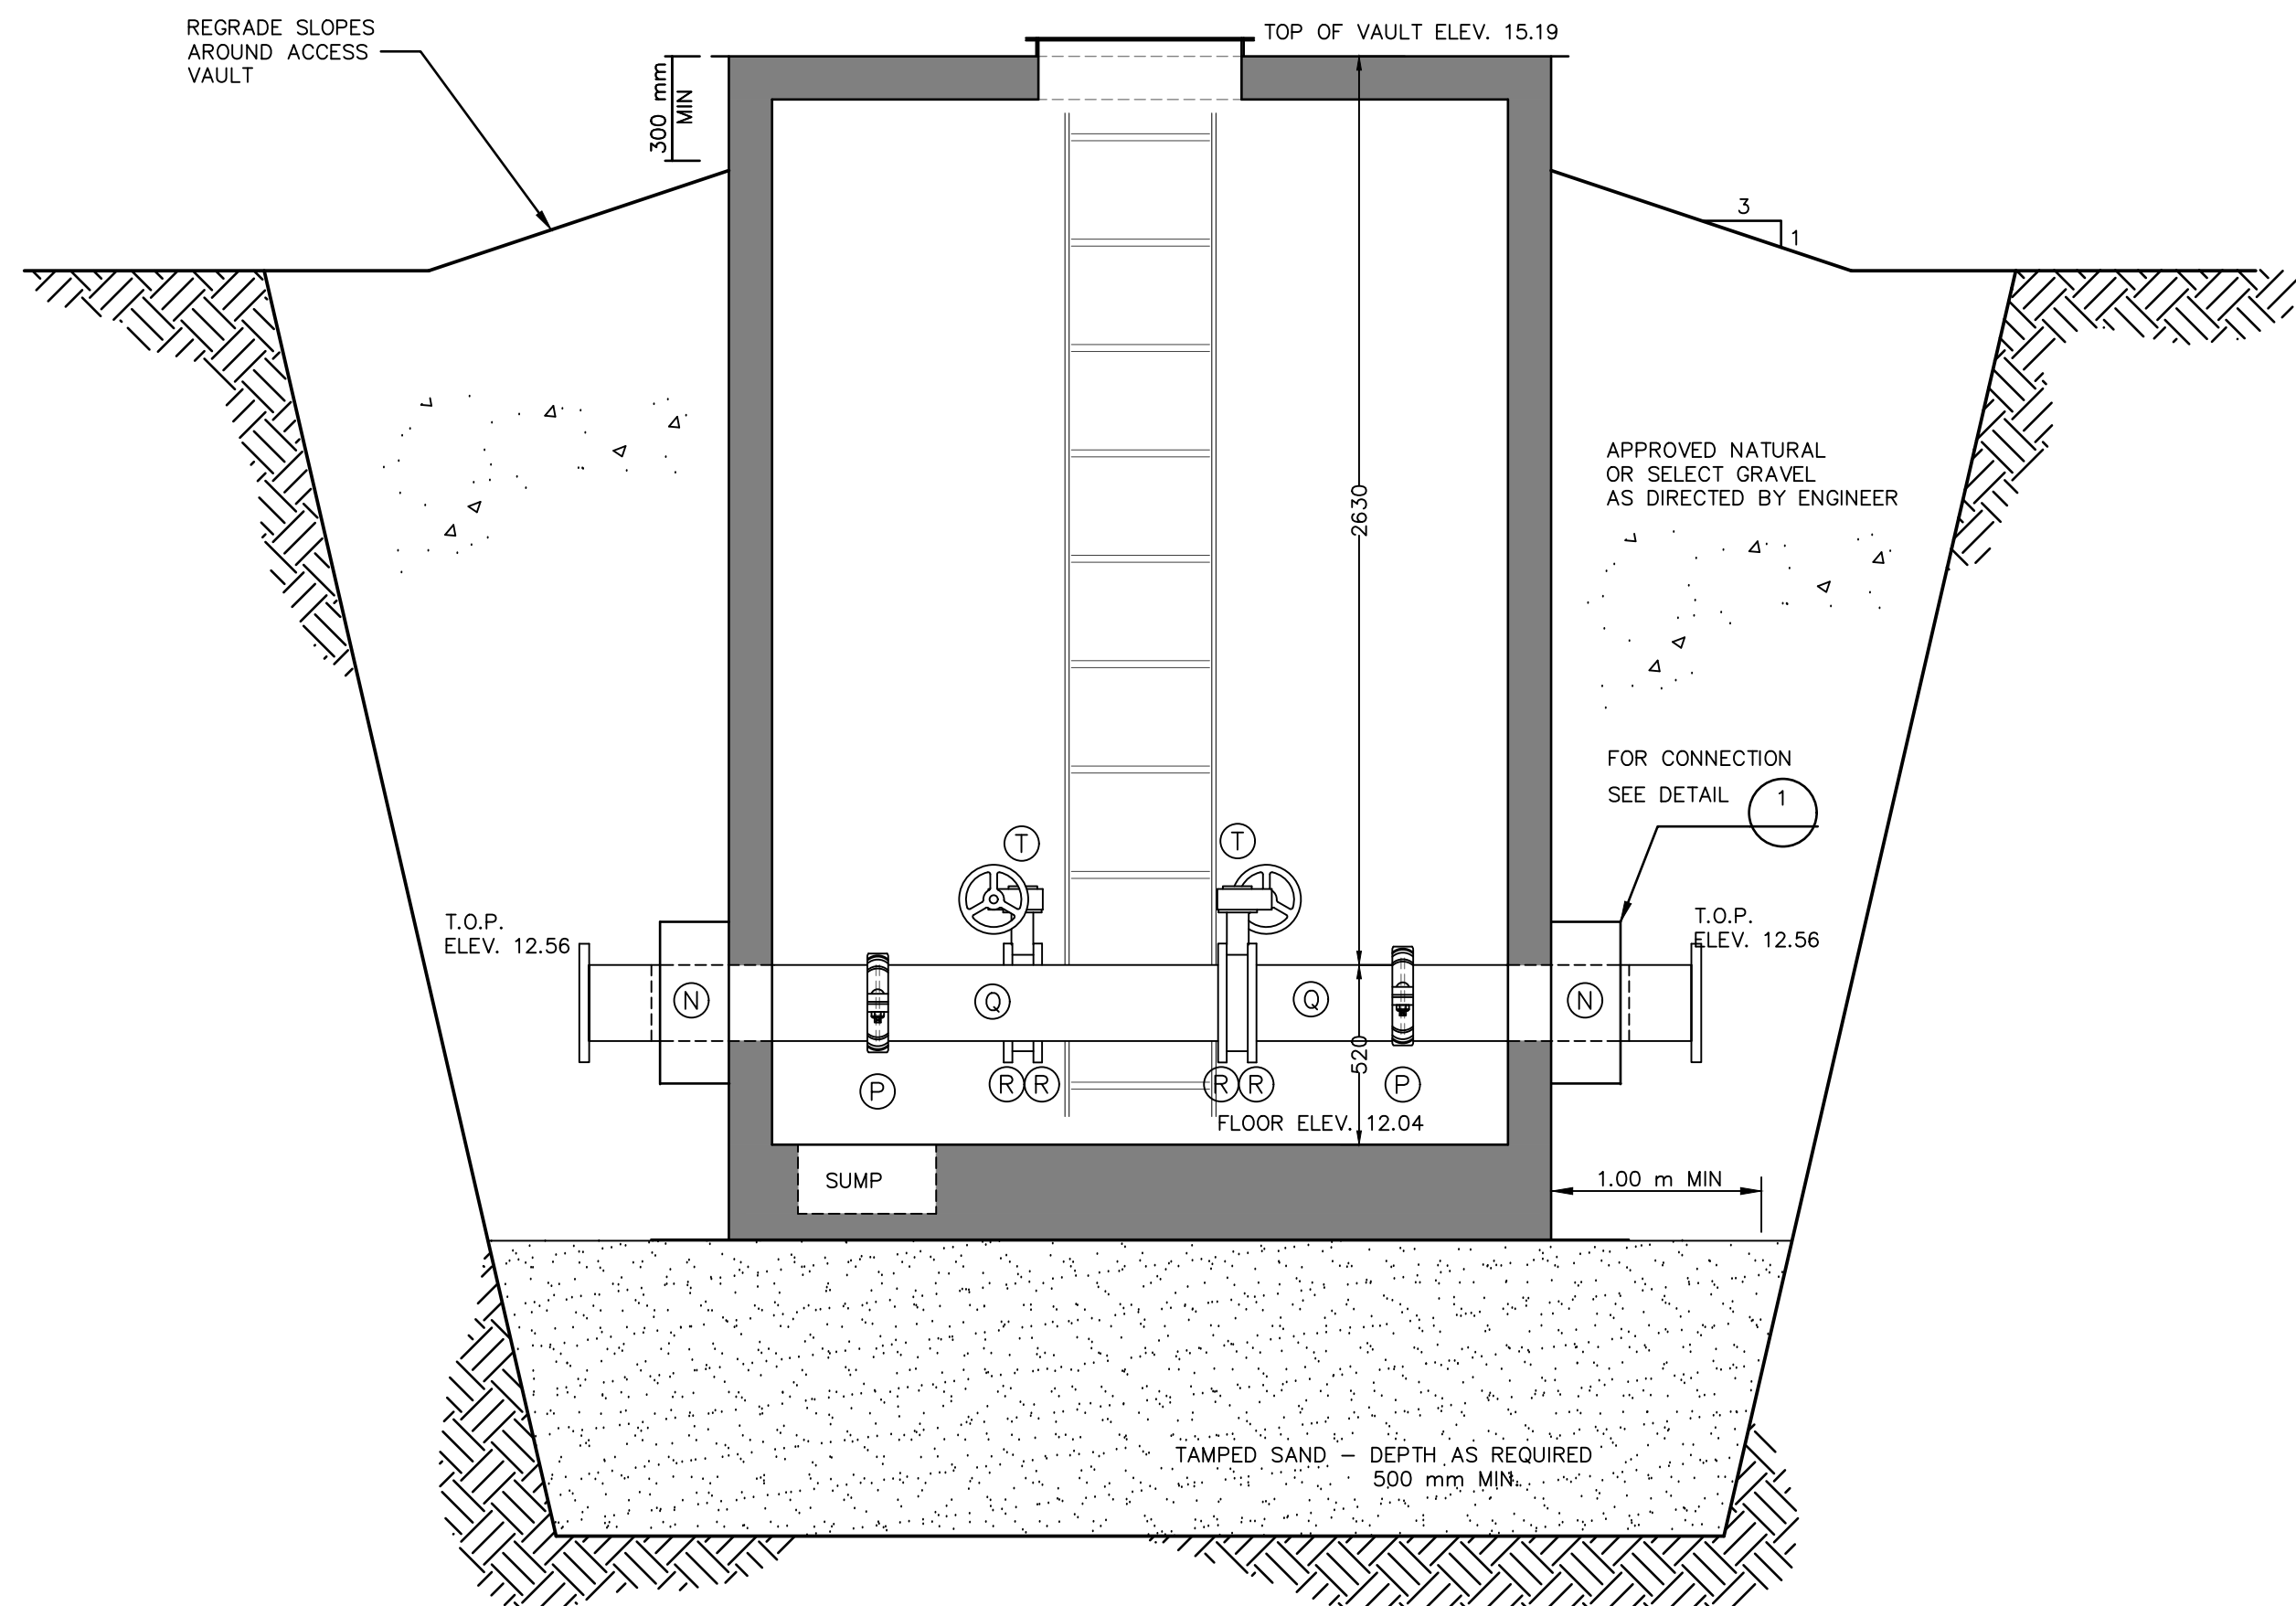 REGRADE SLOPES
AROUND ACCESS
VAULT
TOP OF VAULT ELEV. 15.19
300 mm
MIN
3
1
2630
APPROVED NATURAL
OR SELECT GRAVEL
AS DIRECTED BY ENGINEER
FOR CONNECTION
SEE DETAIL 1
T T
T.O.P.
ELEV. 12.56
T.O.P.
ELEV. 12.56
N Q Q N
520
P R R R R P
FLOOR ELEV. 12.04
SUMP
1.00 m MIN
TAMPED SAND – DEPTH AS REQUIRED
500 mm MIN.